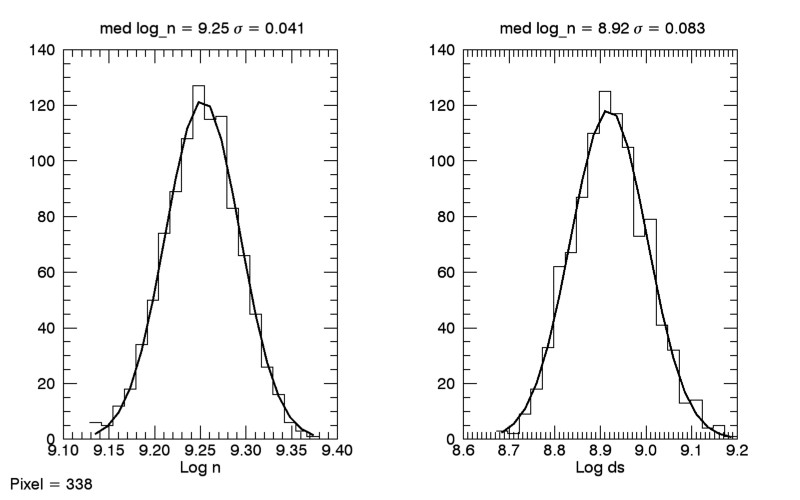 med log_n = 9.25 σ = 0.041
140
120
100
80
60
40
20
0
9.10 9.15 9.20 9.25 9.30 9.35 9.40
Log n
med log_n = 8.92 σ = 0.083
140
120
100
80
60
40
20
0
8.6 8.7 8.8 8.9 9.0 9.1 9.2
Log ds
Pixel = 338